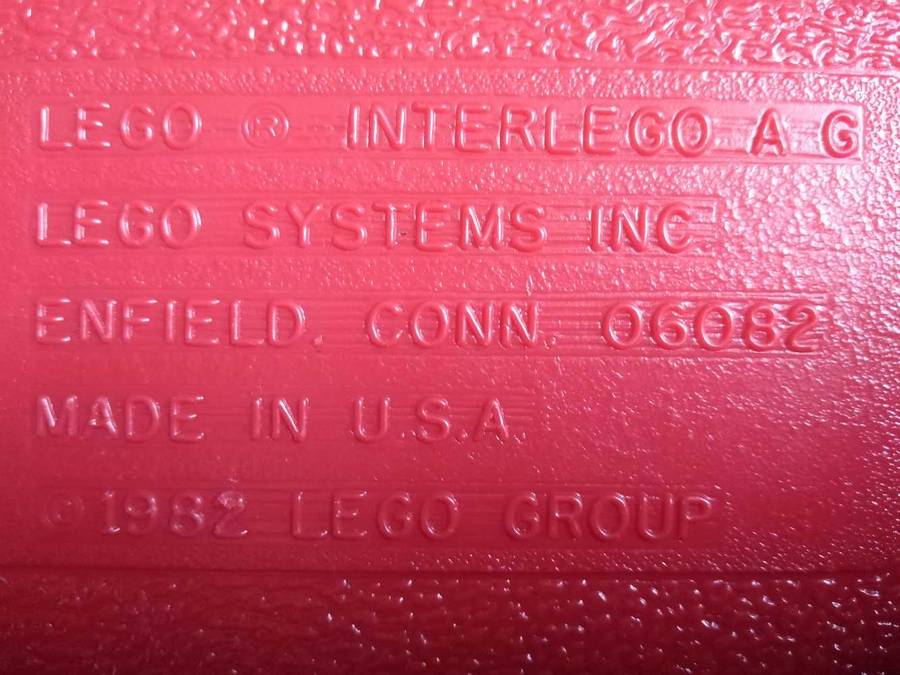 LEGO ® INTERLEGO A G
LEGO SYSTEMS INC.
ENFIELD, CONN. 06082
MADE IN U.S.A.
© 1982 LEGO GROUP